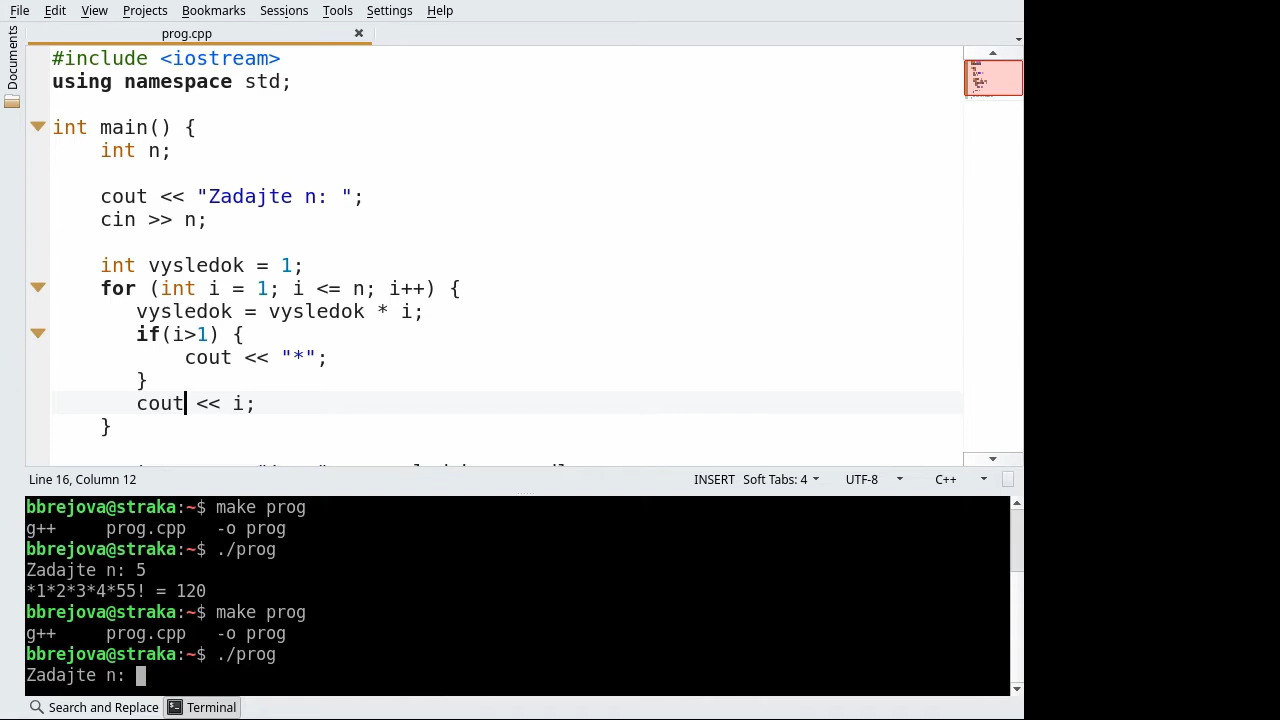 File Edit View Projects Bookmarks Sessions Tools Settings Help
Documents
prog.cpp
#include <iostream>
using namespace std;
int main() {
int n;
cout << "Zadajte n: ";
cin >> n;
int vysledok = 1;
for (int i = 1; i <= n; i++) {
vysledok = vysledok * i;
if(i>1) {
cout << "*";
}
cout << i;
}
Line 16, Column 12 INSERT Soft Tabs: 4 UTF-8 C++
bbrejova@straka:~$ make prog
g++ prog.cpp -o prog
bbrejova@straka:~$ ./prog
Zadajte n: 5
*1*2*3*4*55! = 120
bbrejova@straka:~$ make prog
g++ prog.cpp -o prog
bbrejova@straka:~$ ./prog
Zadajte n:
Search and Replace Terminal